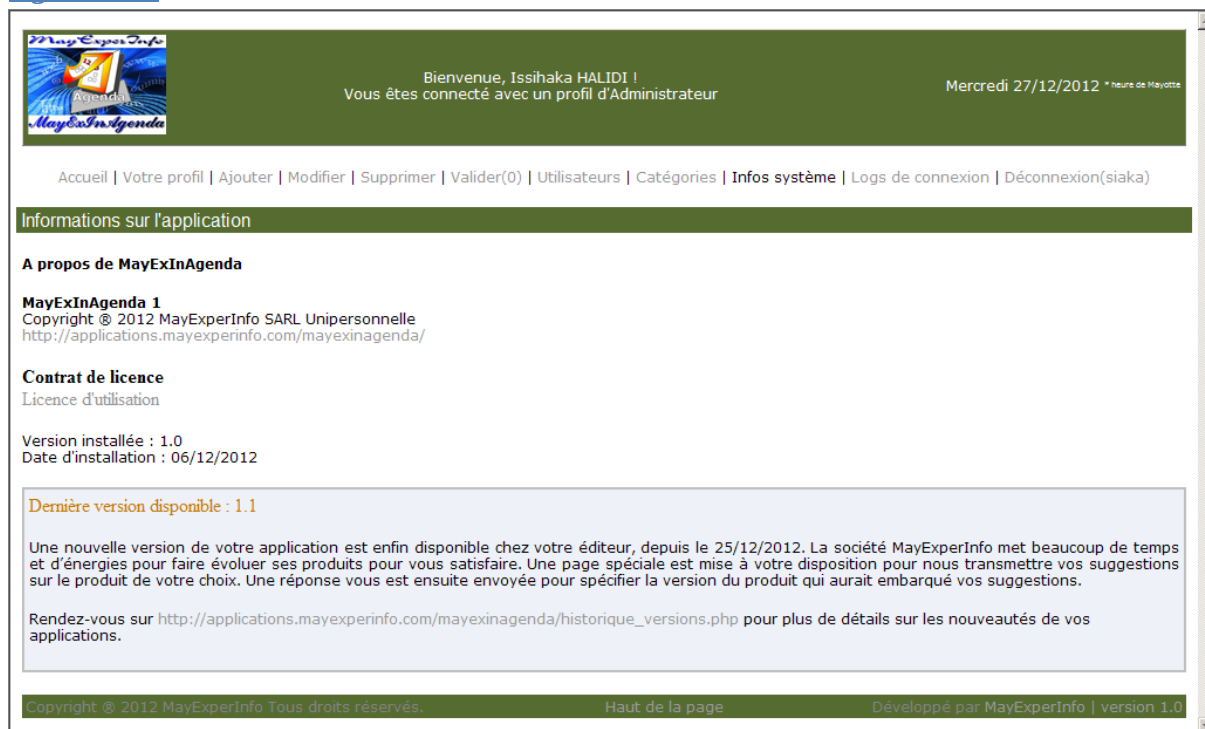 MayExperInfo
Agenda
MayExInAgenda
Bienvenue, Issihaka HALIDI !
Vous êtes connecté avec un profil d'Administrateur
Mercredi 27/12/2012 * heure de Mayotte
Accueil | Votre profil | Ajouter | Modifier | Supprimer | Valider(0) | Utilisateurs | Catégories | Infos système | Logs de connexion | Déconnexion(siaka)
Informations sur l'application
A propos de MayExInAgenda
MayExInAgenda 1
Copyright ® 2012 MayExperInfo SARL Unipersonnelle
http://applications.mayexperinfo.com/mayexinagenda/
Contrat de licence
Licence d'utilisation
Version installée : 1.0
Date d'installation : 06/12/2012
Dernière version disponible : 1.1
Une nouvelle version de votre application est enfin disponible chez votre éditeur, depuis le 25/12/2012. La société MayExperInfo met beaucoup de temps
et d'énergies pour faire évoluer ses produits pour vous satisfaire. Une page spéciale est mise à votre disposition pour nous transmettre vos suggestions
sur le produit de votre choix. Une réponse vous est ensuite envoyée pour spécifier la version du produit qui aurait embarqué vos suggestions.
Rendez-vous sur http://applications.mayexperinfo.com/mayexinagenda/historique_versions.php pour plus de détails sur les nouveautés de vos
applications.
Copyright ® 2012 MayExperInfo Tous droits réservés.
Haut de la page
Développé par MayExperInfo | version 1.0